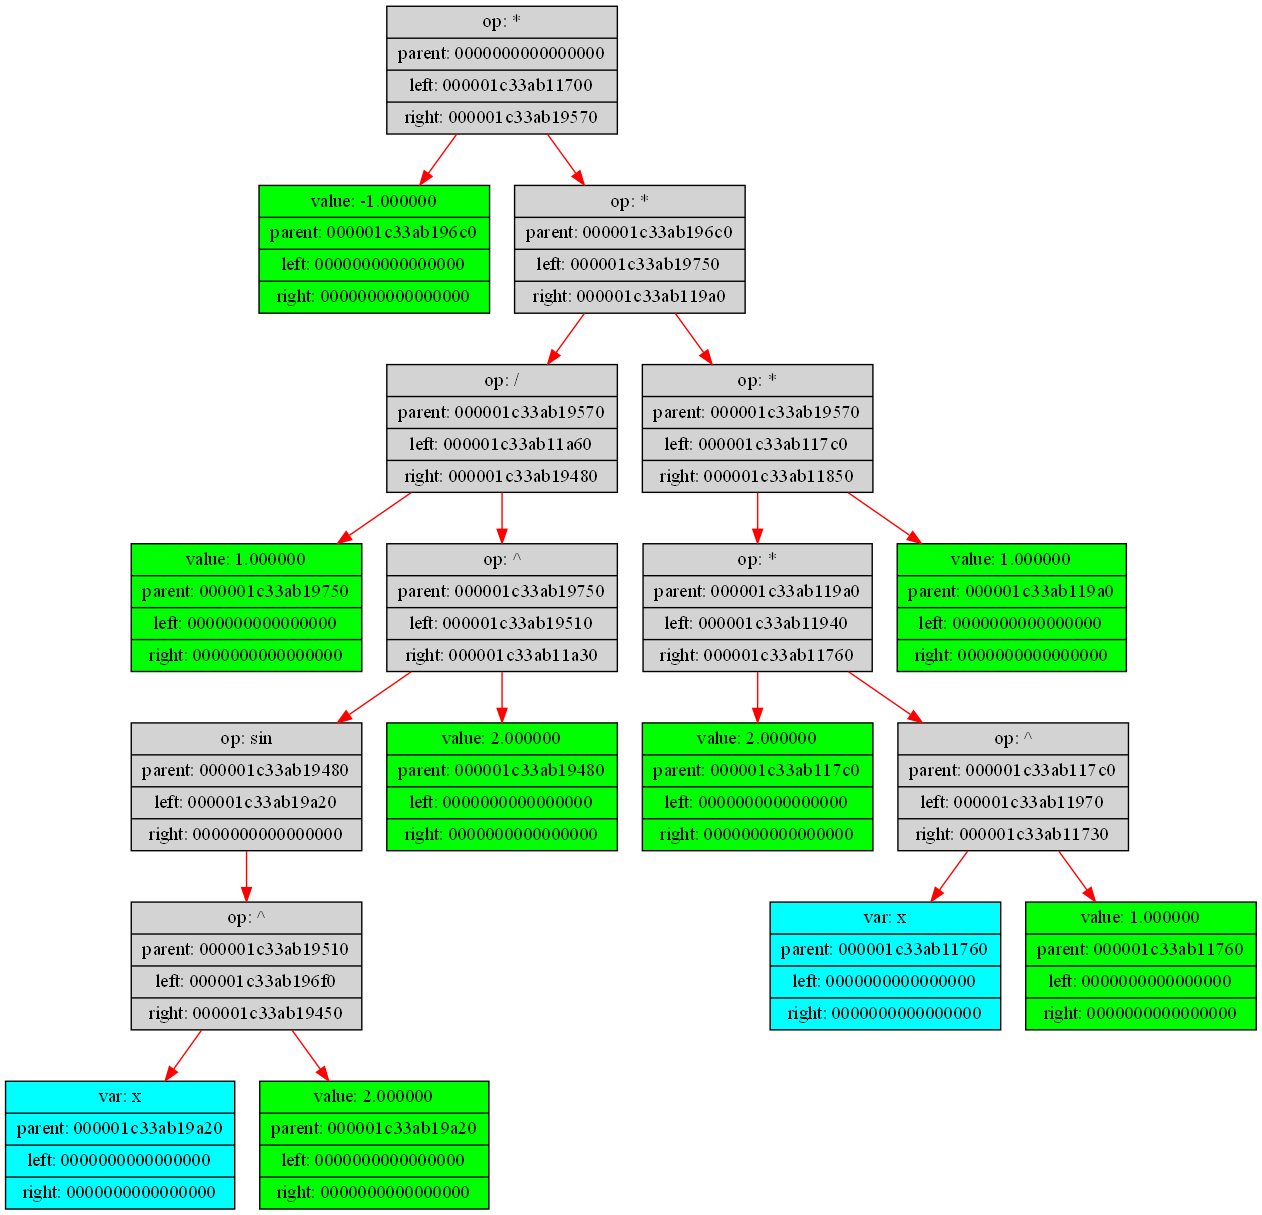 op: *
parent: 0000000000000000
left: 000001c33ab11700
right: 000001c33ab19570
value: -1.000000
parent: 000001c33ab196c0
left: 0000000000000000
right: 0000000000000000
op: *
parent: 000001c33ab196c0
left: 000001c33ab19750
right: 000001c33ab119a0
op: /
parent: 000001c33ab19570
left: 000001c33ab11a60
right: 000001c33ab19480
op: *
parent: 000001c33ab19570
left: 000001c33ab117c0
right: 000001c33ab11850
value: 1.000000
parent: 000001c33ab19750
left: 0000000000000000
right: 0000000000000000
op: ^
parent: 000001c33ab19750
left: 000001c33ab19510
right: 000001c33ab11a30
op: *
parent: 000001c33ab119a0
left: 000001c33ab11940
right: 000001c33ab11760
value: 1.000000
parent: 000001c33ab119a0
left: 0000000000000000
right: 0000000000000000
op: sin
parent: 000001c33ab19480
left: 000001c33ab19a20
right: 0000000000000000
value: 2.000000
parent: 000001c33ab19480
left: 0000000000000000
right: 0000000000000000
value: 2.000000
parent: 000001c33ab117c0
left: 0000000000000000
right: 0000000000000000
op: ^
parent: 000001c33ab117c0
left: 000001c33ab11970
right: 000001c33ab11730
op: ^
parent: 000001c33ab19510
left: 000001c33ab196f0
right: 000001c33ab19450
var: x
parent: 000001c33ab11760
left: 0000000000000000
right: 0000000000000000
value: 1.000000
parent: 000001c33ab11760
left: 0000000000000000
right: 0000000000000000
var: x
parent: 000001c33ab19a20
left: 0000000000000000
right: 0000000000000000
value: 2.000000
parent: 000001c33ab19a20
left: 0000000000000000
right: 0000000000000000